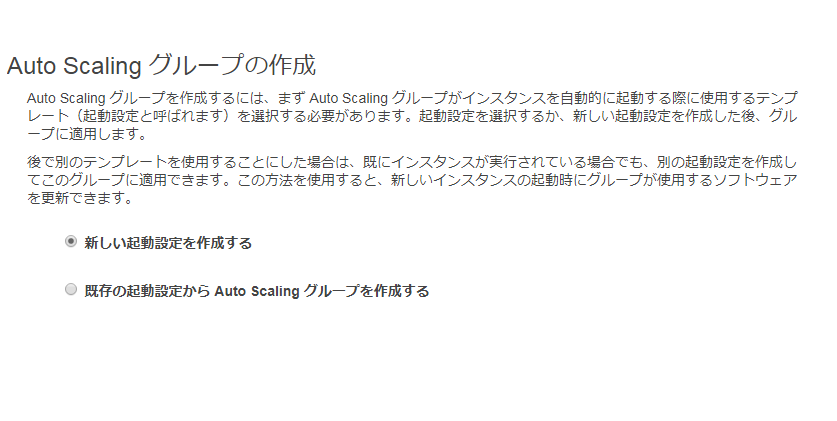 Auto Scaling グループの作成
Auto Scaling グループを作成するには、まず Auto Scaling グループがインスタンスを自動的に起動する際に使用するテンプ
レート（起動設定と呼ばれます）を選択する必要があります。起動設定を選択するか、新しい起動設定を作成した後、グル
ープに適用します。
後で別のテンプレートを使用することにした場合は、既にインスタンスが実行されている場合でも、別の起動設定を作成し
てこのグループに適用できます。この方法を使用すると、新しいインスタンスの起動時にグループが使用するソフトウェア
を更新できます。
新しい起動設定を作成する
既存の起動設定から Auto Scaling グループを作成する